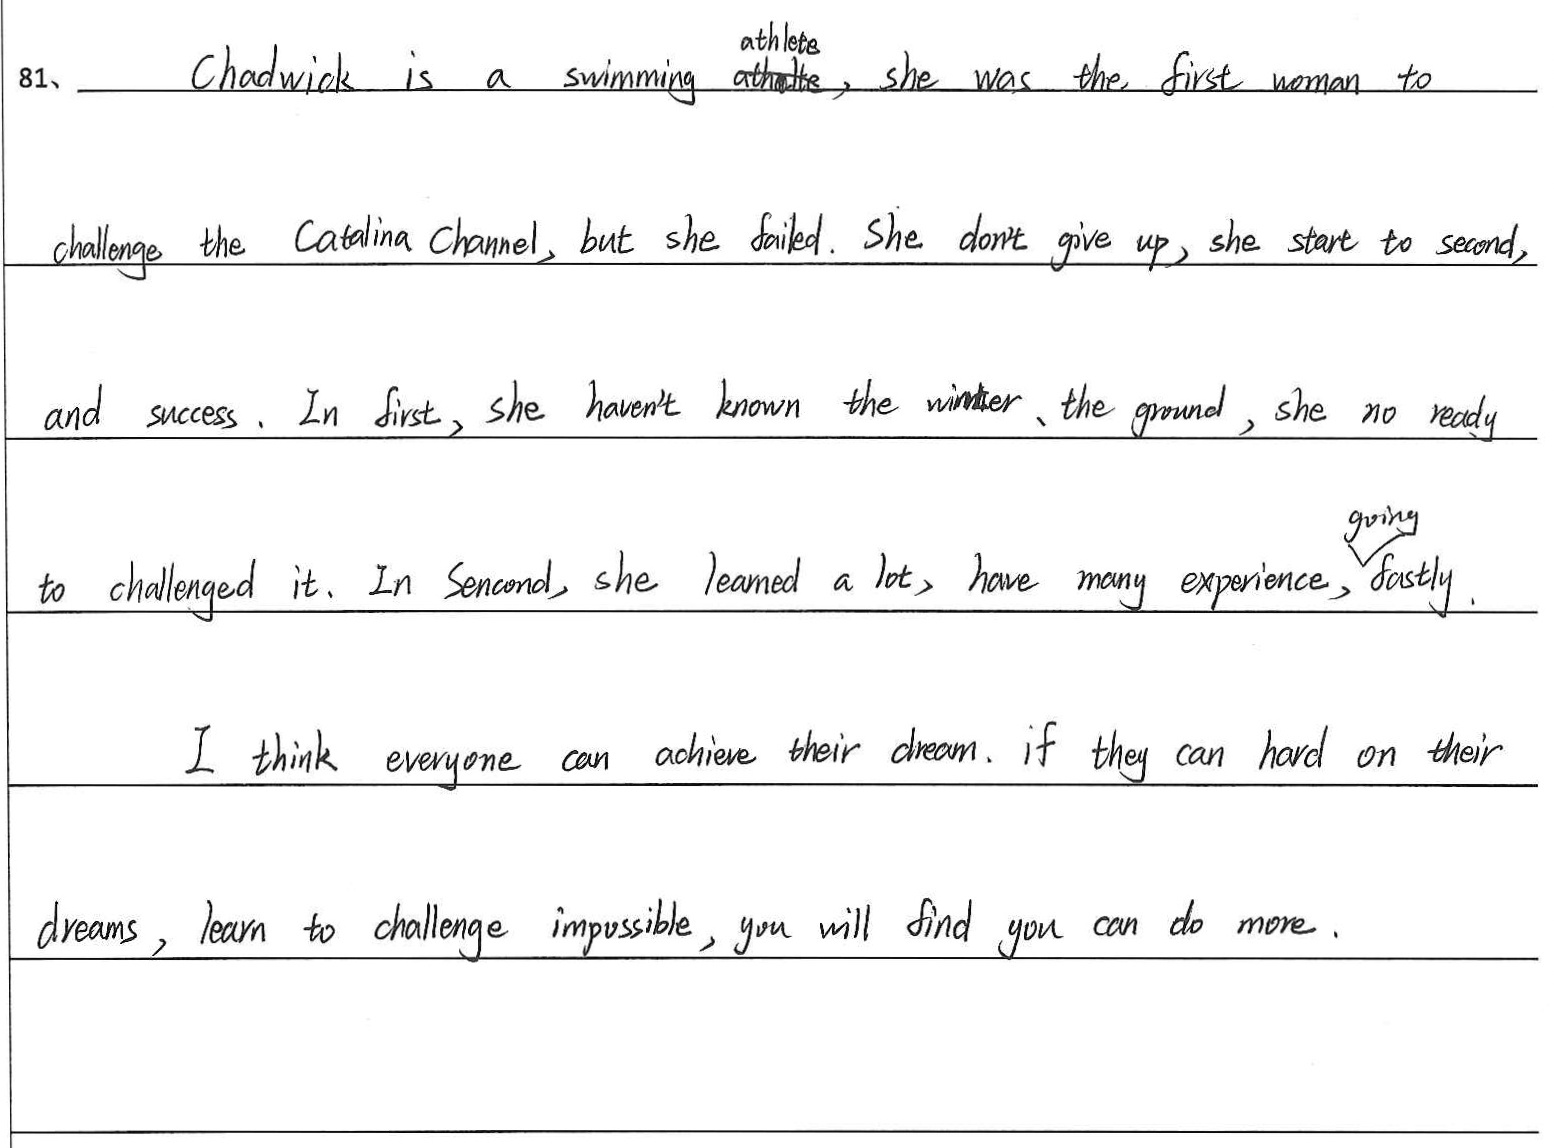 81、 Chadwick is a swimming athlete, she was the first woman to
challenge the Catalina Channel, but she failed. She don't give up, she start to second,
and success. In first, she haven't known the winter、the ground, she no ready
to challenged it. In Sencond, she learned a lot, have many experience, going fastly.
I think everyone can achieve their dream. if they can hard on their
dreams, learn to challenge impossible, you will find you can do more.